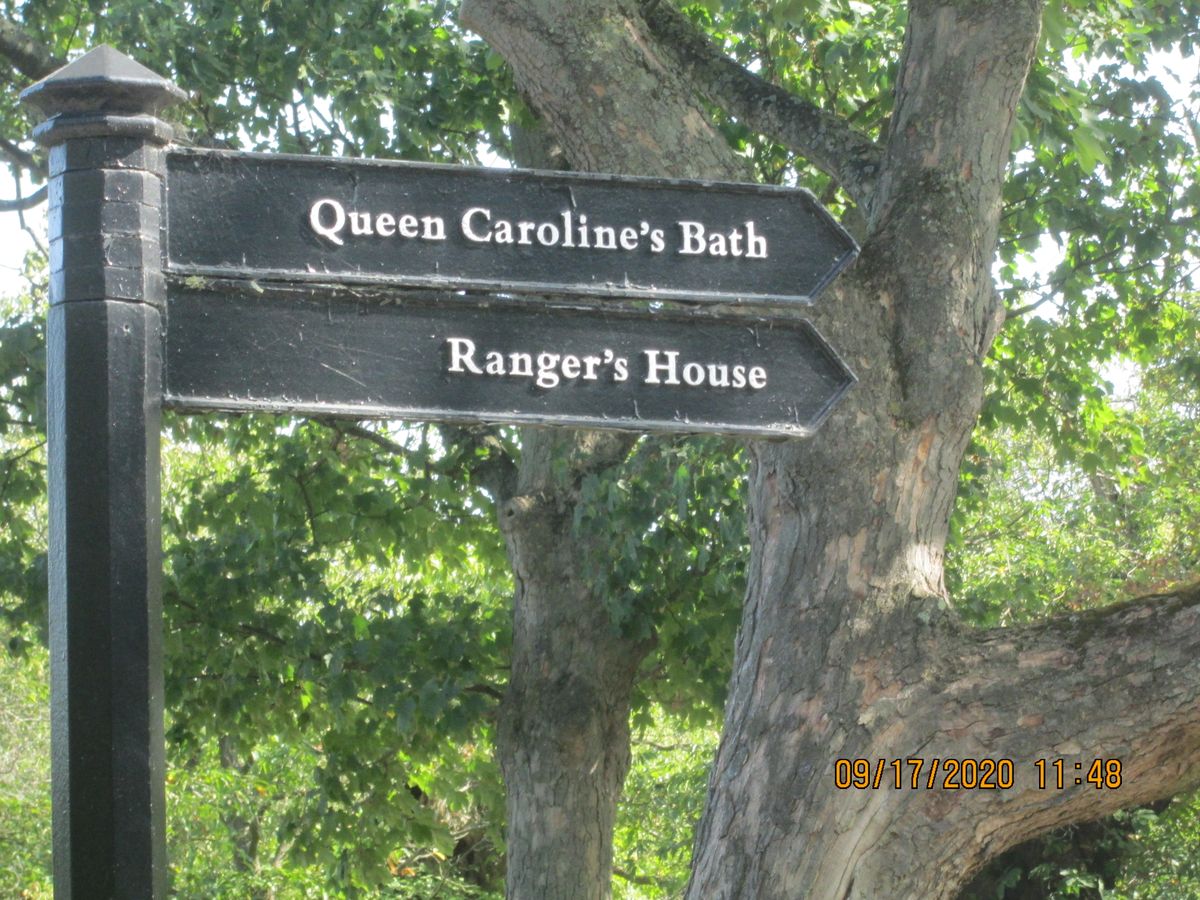 Queen Caroline's Bath
Ranger's House
09/17/2020 11:48